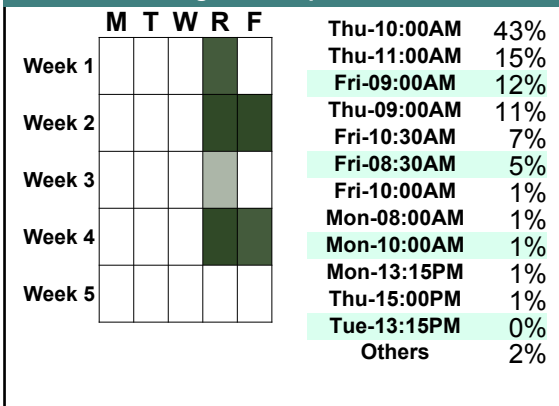 M T W R F
Week 1
Week 2
Week 3
Week 4
Week 5
Thu-10:00AM 43%
Thu-11:00AM 15%
Fri-09:00AM 12%
Thu-09:00AM 11%
Fri-10:30AM 7%
Fri-08:30AM 5%
Fri-10:00AM 1%
Mon-08:00AM 1%
Mon-10:00AM 1%
Mon-13:15PM 1%
Thu-15:00PM 1%
Tue-13:15PM 0%
Others 2%